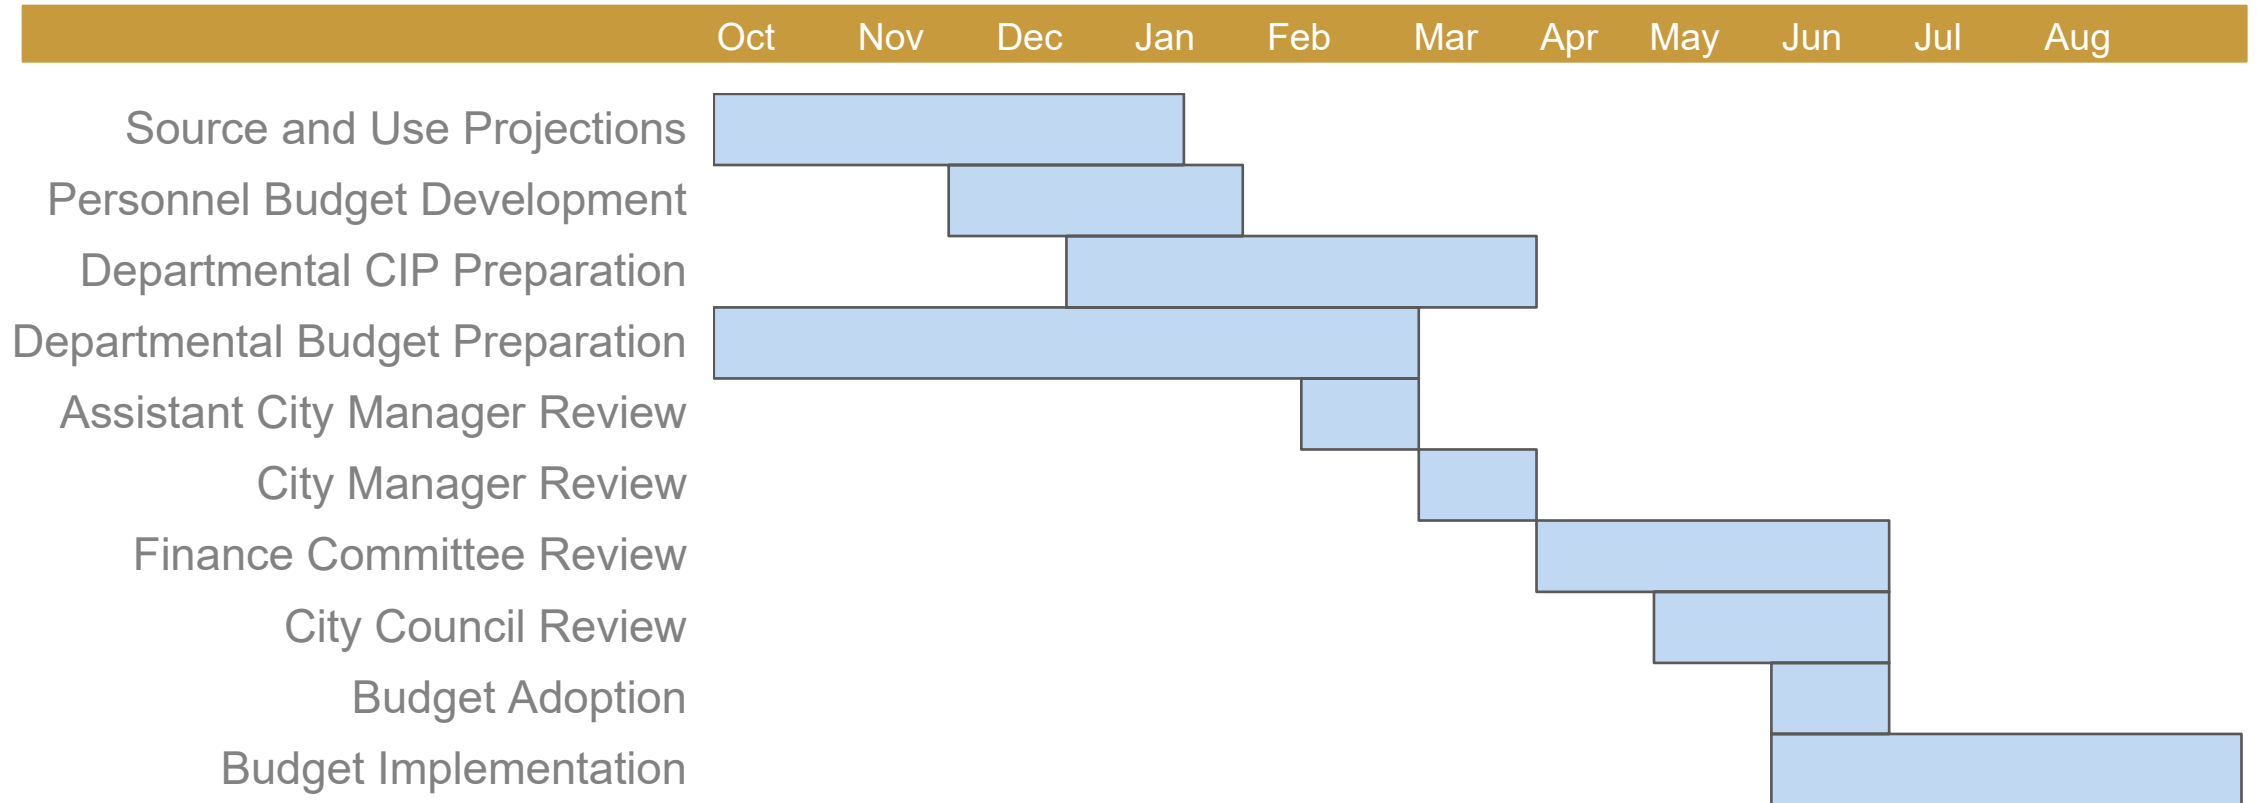 Oct Nov Dec Jan Feb Mar Apr May Jun Jul Aug
Source and Use Projections
Personnel Budget Development
Departmental CIP Preparation
Departmental Budget Preparation
Assistant City Manager Review
City Manager Review
Finance Committee Review
City Council Review
Budget Adoption
Budget Implementation